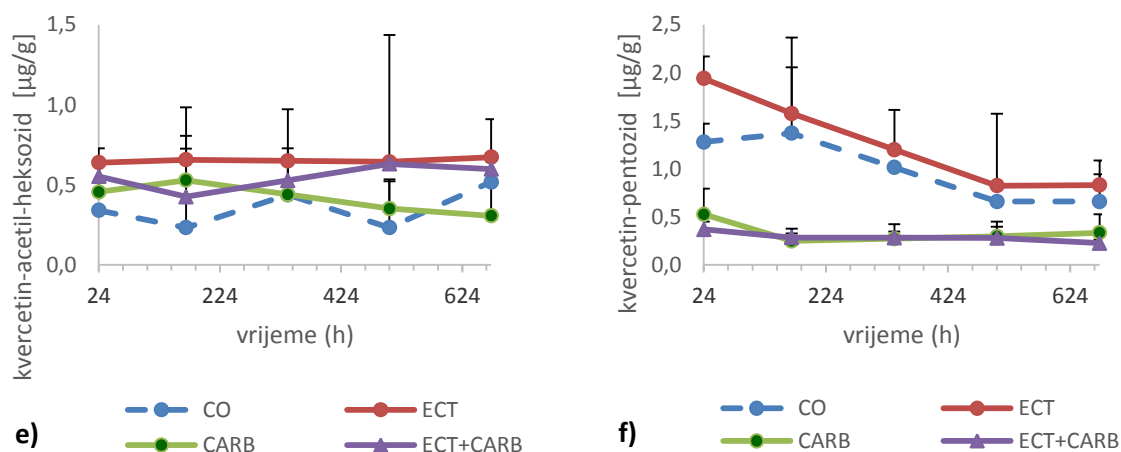 kvercetin-acetil-heksozid [µg/g]
1,5
1,0
0,5
0,0
24 224 424 624
vrijeme (h)
CO ECT
CARB ECT+CARB
e)
kvercetin-pentozid [µg/g]
2,5
2,0
1,5
1,0
0,5
0,0
24 224 424 624
vrijeme (h)
CO ECT
CARB ECT+CARB
f)